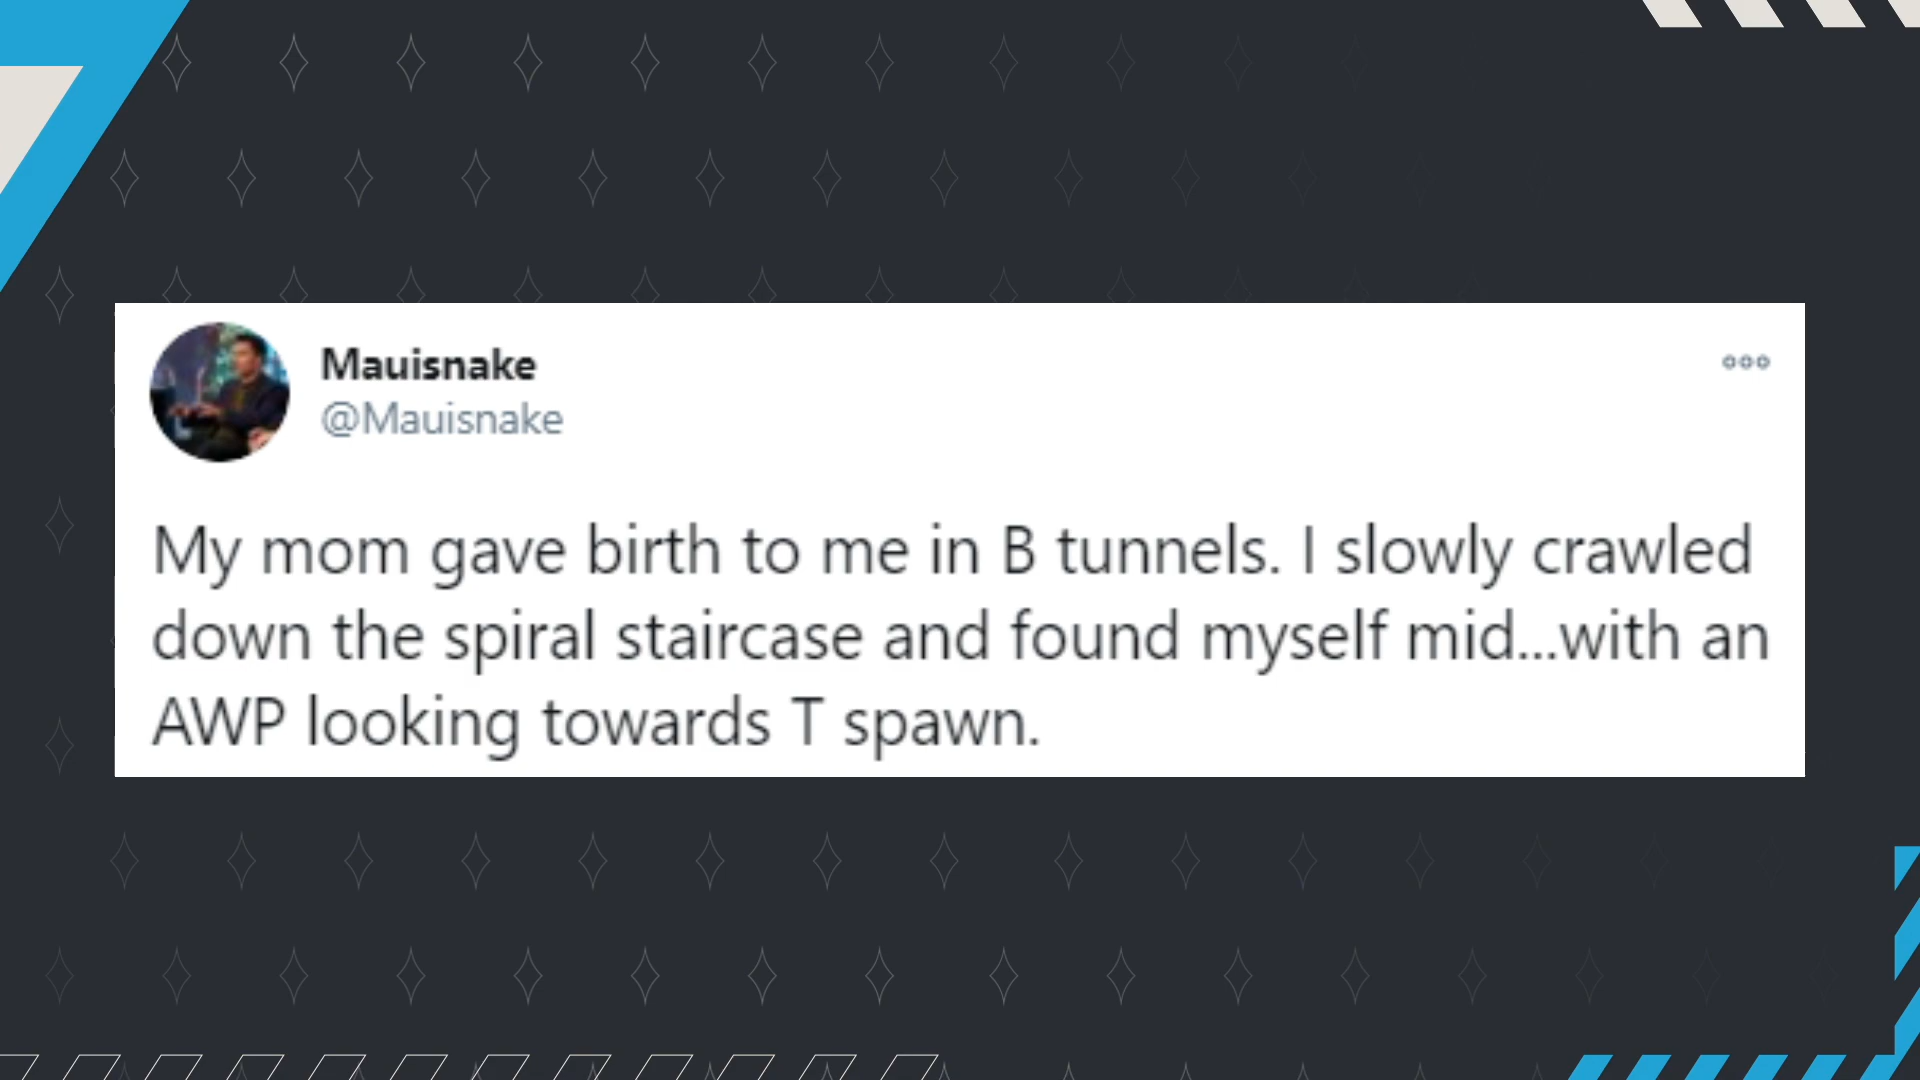 Mauisnake
@Mauisnake
My mom gave birth to me in B tunnels. I slowly crawled
down the spiral staircase and found myself mid...with an
AWP looking towards T spawn.